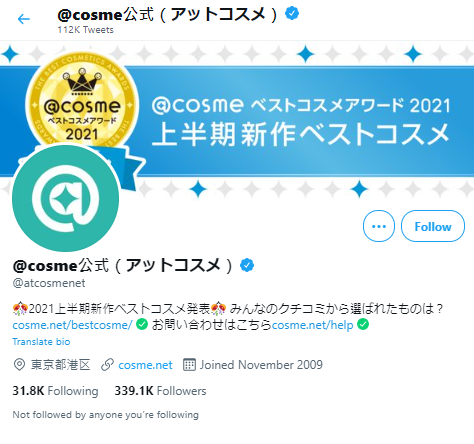 @cosme公式（アットコスメ）
112K Tweets
THE BEST COSMETICS AWARDS
@cosme
ベストコスメアワード
2021
@cosme ベストコスメアワード 2021
上半期新作ベストコスメ
Follow
@cosme公式（アットコスメ）
@atcosmenet
2021上半期新作ベストコスメ発表 みんなのクチコミから選ばれたものは？
cosme.net/bestcosme/ お問い合わせはこちらcosme.net/help
Translate bio
東京都港区 cosme.net Joined November 2009
31.8K Following 339.1K Followers
Not followed by anyone you're following